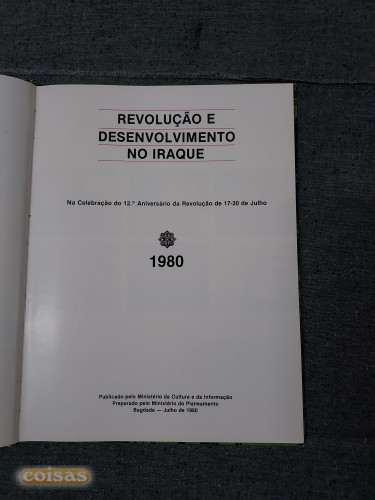 REVOLUÇÃO E
DESENVOLVIMENTO
NO IRAQUE
Na Celebração do 12.º Aniversário da Revolução de 17-30 de Julho
1980
Publicado pelo Ministério da Cultura e da Informação
Preparado pelo Ministério do Planeamento
Bagdade — Julho de 1980
coisas